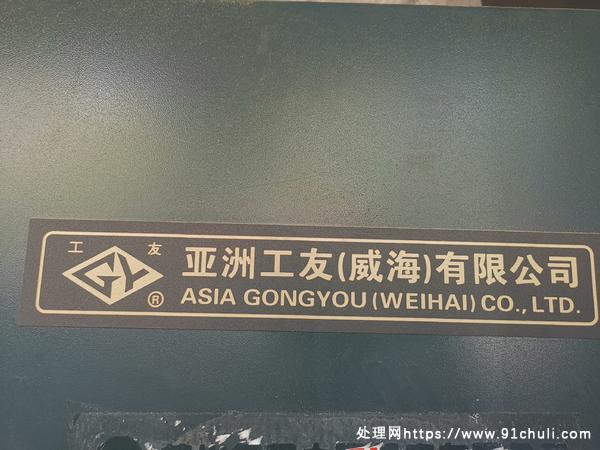 工 友
GY
®
亚洲工友(威海)有限公司
ASIA GONGYOU (WEIHAI) CO., LTD.
处理网https://www.91chuli.com